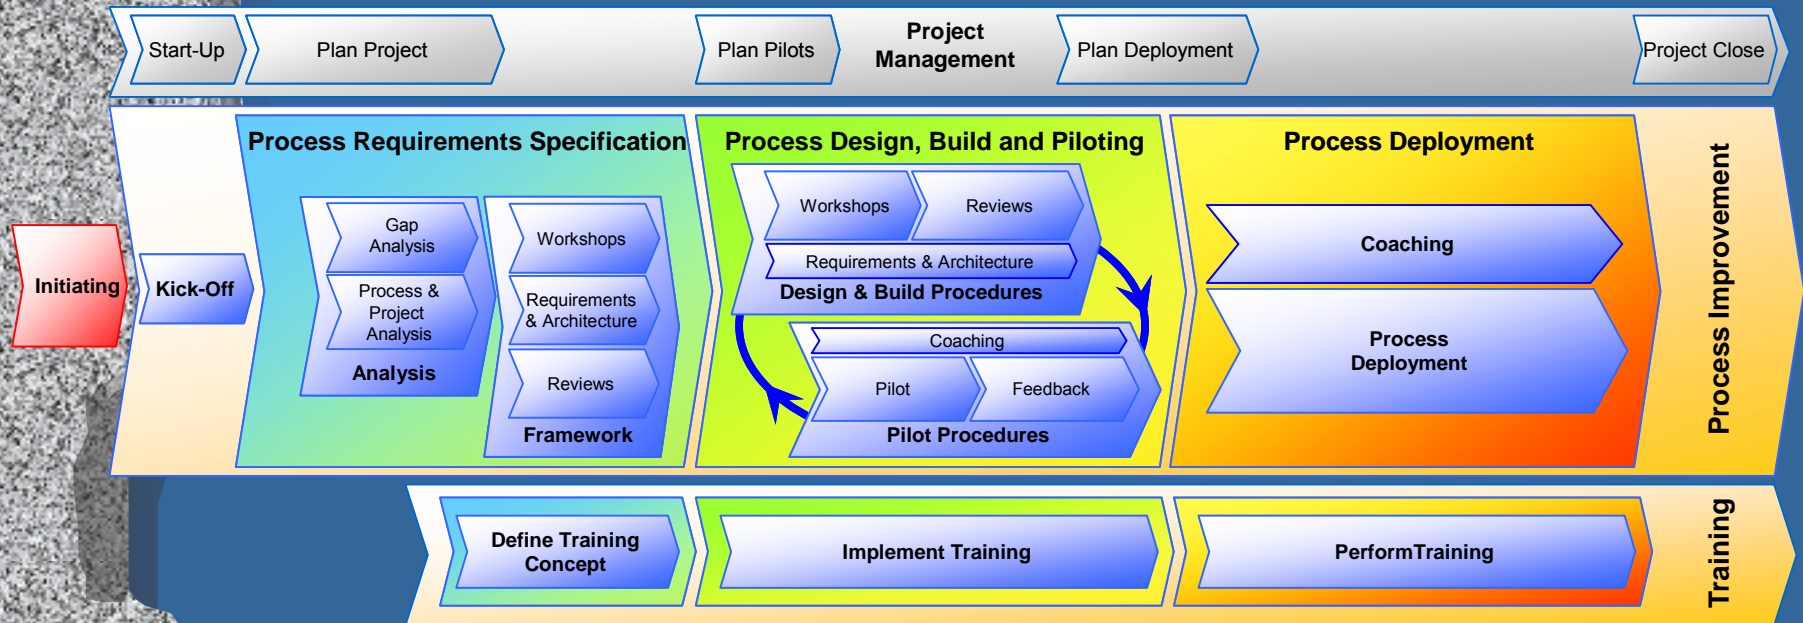 Start-Up
Plan Project
Plan Pilots
Project
Management
Plan Deployment
Project Close
Initiating
Kick-Off
Process Requirements Specification
Gap
Analysis
Process &
Project
Analysis
Analysis
Workshops
Requirements
& Architecture
Reviews
Framework
Process Design, Build and Piloting
Workshops
Reviews
Requirements & Architecture
Design & Build Procedures
Coaching
Pilot
Feedback
Pilot Procedures
Process Deployment
Coaching
Process
Deployment
Process Improvement
Define Training
Concept
Implement Training
PerformTraining
Training